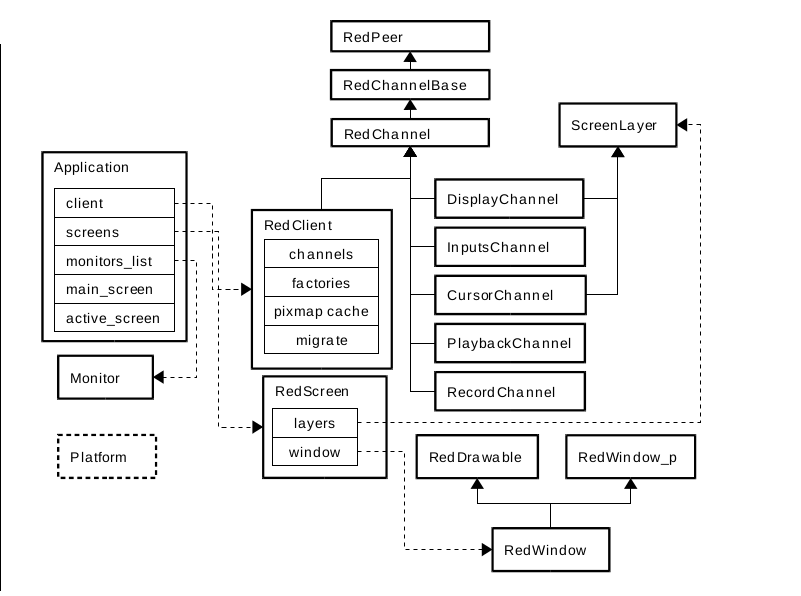 RedPeer
RedChannelBase
RedChannel
ScreenLayer
Application
client
screens
monitors_list
main_screen
active_screen
RedClient
channels
factories
pixmap cache
migrate
DisplayChannel
InputsChannel
CursorChannel
PlaybackChannel
RecordChannel
Monitor
RedScreen
layers
window
Platform
RedDrawable
RedWindow_p
RedWindow